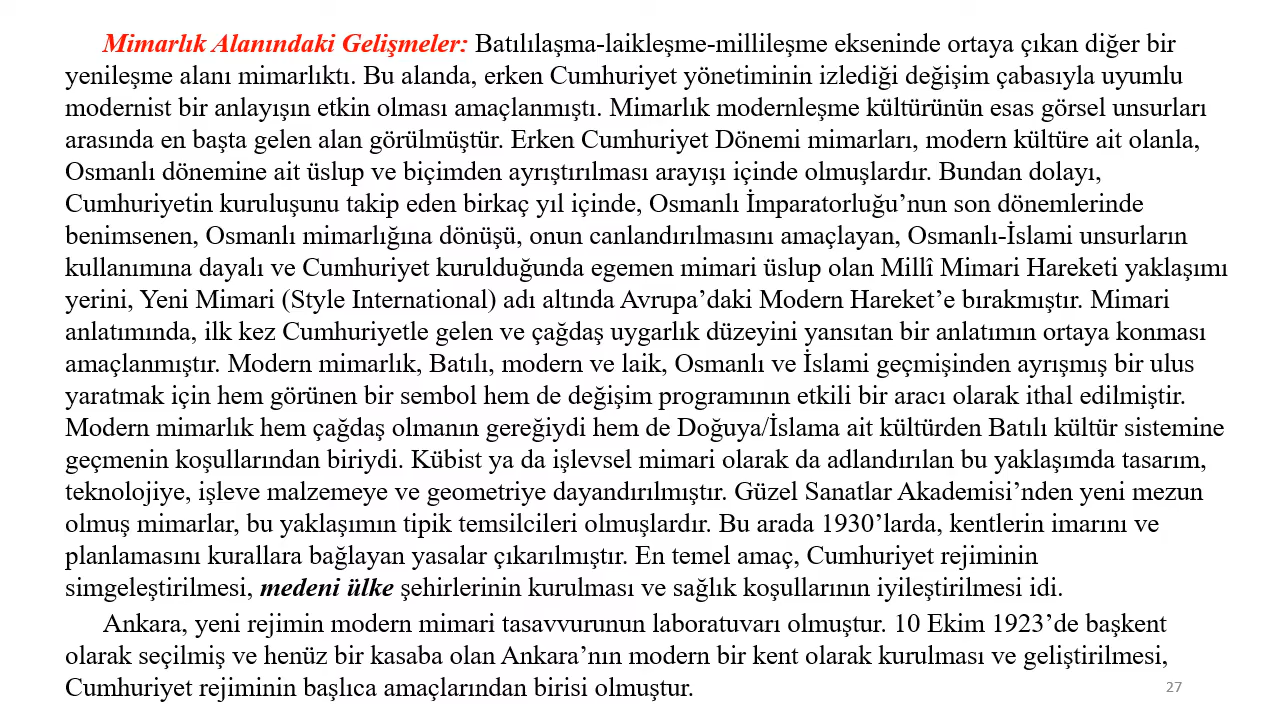 Mimarlık Alanındaki Gelişmeler: Batılılaşma-laikleşme-millileşme ekseninde ortaya çıkan diğer bir
yenileşme alanı mimarlıktı. Bu alanda, erken Cumhuriyet yönetiminin izlediği değişim çabasıyla uyumlu
modernist bir anlayışın etkin olması amaçlanmıştı. Mimarlık modernleşme kültürünün esas görsel unsurları
arasında en başta gelen alan görülmüştür. Erken Cumhuriyet Dönemi mimarları, modern kültüre ait olanla,
Osmanlı dönemine ait üslup ve biçimden ayrıştırılması arayışı içinde olmuşlardır. Bundan dolayı,
Cumhuriyetin kuruluşunu takip eden birkaç yıl içinde, Osmanlı İmparatorluğu’nun son dönemlerinde
benimsenen, Osmanlı mimarlığına dönüşü, onun canlandırılmasını amaçlayan, Osmanlı-İslami unsurların
kullanımına dayalı ve Cumhuriyet kurulduğunda egemen mimari üslup olan Millî Mimari Hareketi yaklaşımı
yerini, Yeni Mimari (Style International) adı altında Avrupa’daki Modern Hareket’e bırakmıştır. Mimari
anlatımında, ilk kez Cumhuriyetle gelen ve çağdaş uygarlık düzeyini yansıtan bir anlatımın ortaya konması
amaçlanmıştır. Modern mimarlık, Batılı, modern ve laik, Osmanlı ve İslami geçmişinden ayrışmış bir ulus
yaratmak için hem görünen bir sembol hem de değişim programının etkili bir aracı olarak ithal edilmiştir.
Modern mimarlık hem çağdaş olmanın gereğiydi hem de Doğuya/İslama ait kültürden Batılı kültür sistemine
geçmenin koşullarından biriydi. Kübist ya da işlevsel mimari olarak da adlandırılan bu yaklaşımda tasarım,
teknolojiye, işleve malzemeye ve geometriye dayandırılmıştır. Güzel Sanatlar Akademisi’nden yeni mezun
olmuş mimarlar, bu yaklaşımın tipik temsilcileri olmuşlardır. Bu arada 1930’larda, kentlerin imarını ve
planlamasını kurallara bağlayan yasalar çıkarılmıştır. En temel amaç, Cumhuriyet rejiminin
simgeleştirilmesi, medeni ülke şehirlerinin kurulması ve sağlık koşullarının iyileştirilmesi idi.
Ankara, yeni rejimin modern mimari tasavvurunun laboratuvarı olmuştur. 10 Ekim 1923’de başkent
olarak seçilmiş ve henüz bir kasaba olan Ankara’nın modern bir kent olarak kurulması ve geliştirilmesi,
Cumhuriyet rejiminin başlıca amaçlarından birisi olmuştur.
27